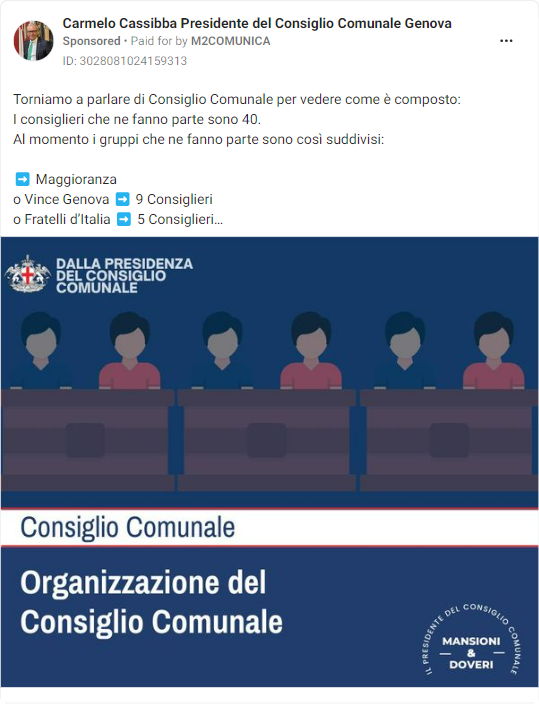 Carmelo Cassibba Presidente del Consiglio Comunale Genova
Sponsored • Paid for by M2COMUNICA
ID: 3028081024159313
Torniamo a parlare di Consiglio Comunale per vedere come è composto:
I consiglieri che ne fanno parte sono 40.
Al momento i gruppi che ne fanno parte sono così suddivisi:
➡️ Maggioranza
o Vince Genova ➡️ 9 Consiglieri
o Fratelli d'Italia ➡️ 5 Consiglieri...
DALLA PRESIDENZA
DEL CONSIGLIO
COMUNALE
Consiglio Comunale
Organizzazione del
Consiglio Comunale
IL PRESIDENTE DEL CONSIGLIO COMUNALE
MANSIONI
&
DOVERI